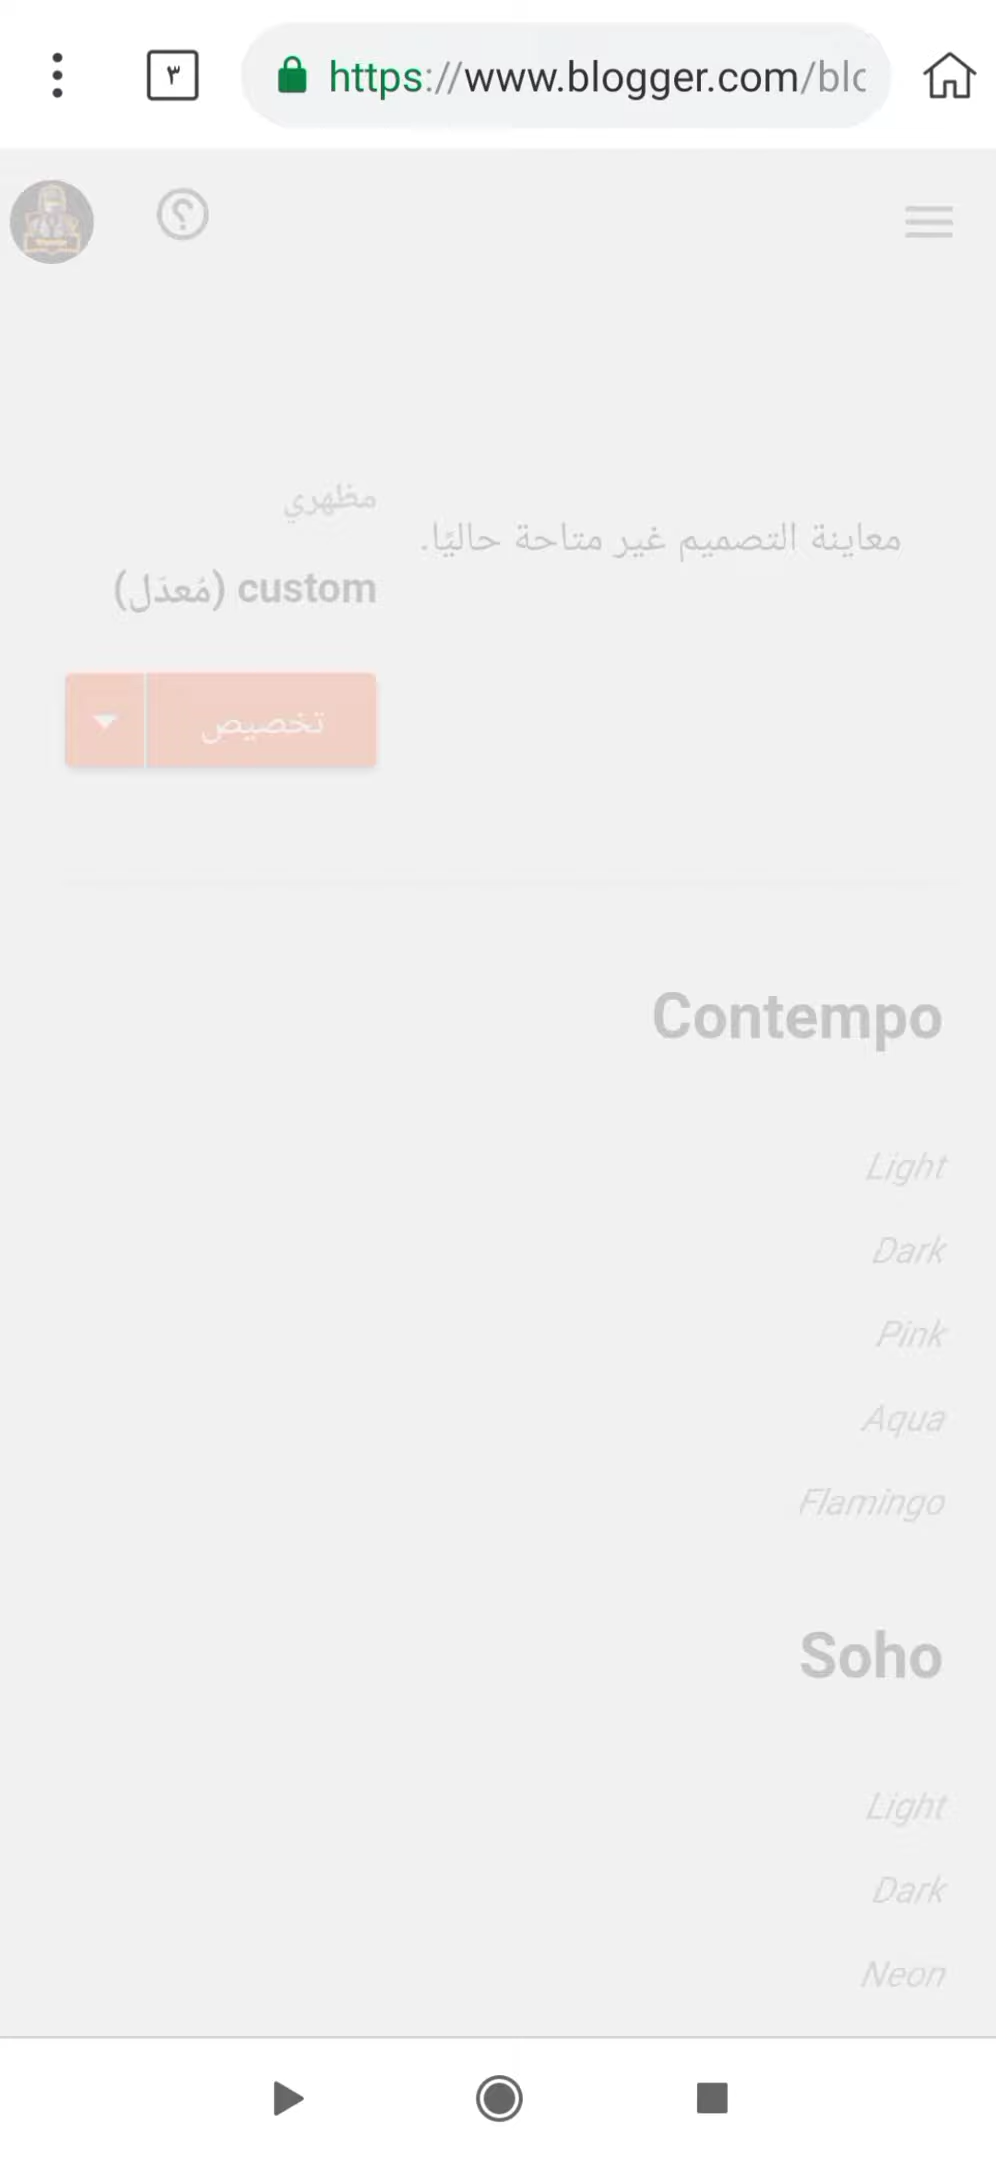 ٣
https://www.blogger.com/blc
مظهري
معاينة التصميم غير متاحة حاليًا.
custom (مُعدَل)
تخصيص
Contempo
Light
Dark
Pink
Aqua
Flamingo
Soho
Light
Dark
Neon